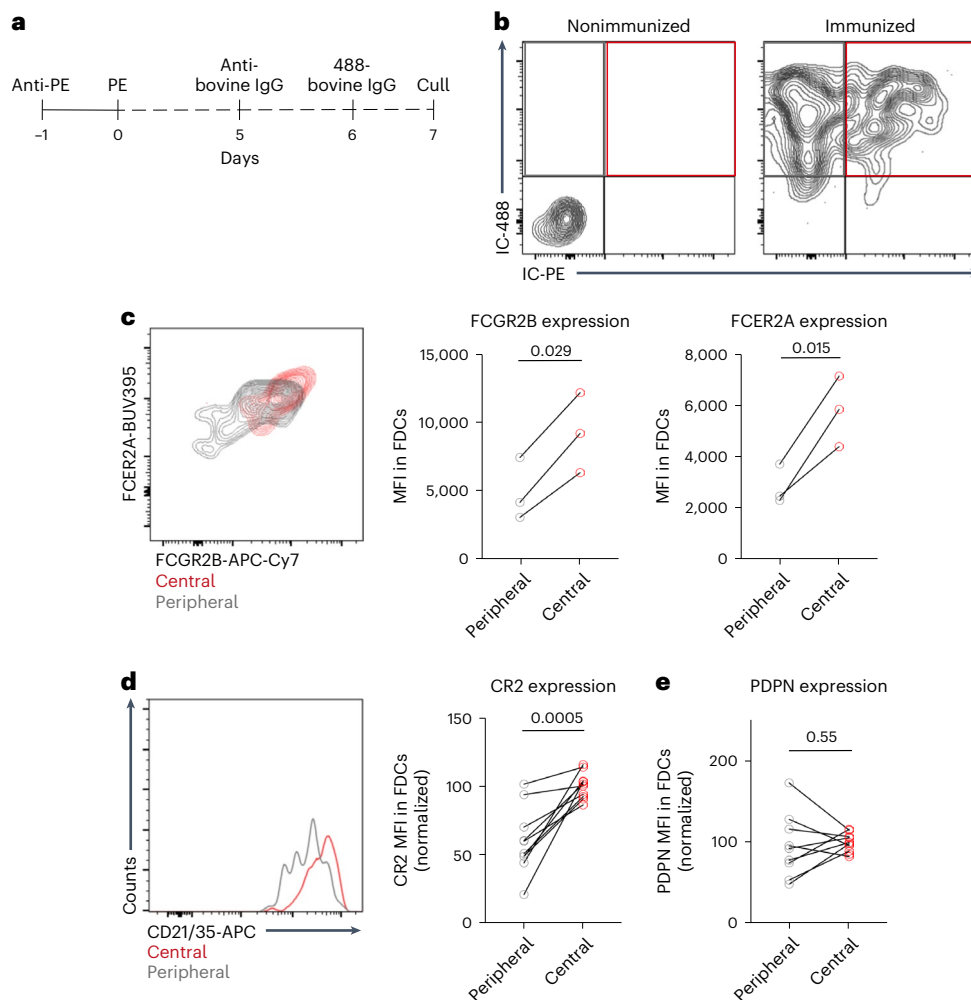 a
Anti-PE
PE
Anti-
bovine IgG
488-
bovine IgG
Cull
–1
0
5
6
7
Days
b
Nonimmunized
Immunized
IC-488
IC-PE
c
FCER2A-BUV395
FCGR2B-APC-Cy7
Central
Peripheral
FCGR2B expression
0.029
15,000
10,000
5,000
0
MFI in FDCs
Peripheral
Central
FCER2A expression
0.015
8,000
6,000
4,000
2,000
0
MFI in FDCs
Peripheral
Central
d
Counts
CD21/35-APC
Central
Peripheral
CR2 expression
0.0005
150
100
50
0
CR2 MFI in FDCs
(normalized)
Peripheral
Central
e
PDPN expression
0.55
200
100
0
PDPN MFI in FDCs
(normalized)
Peripheral
Central